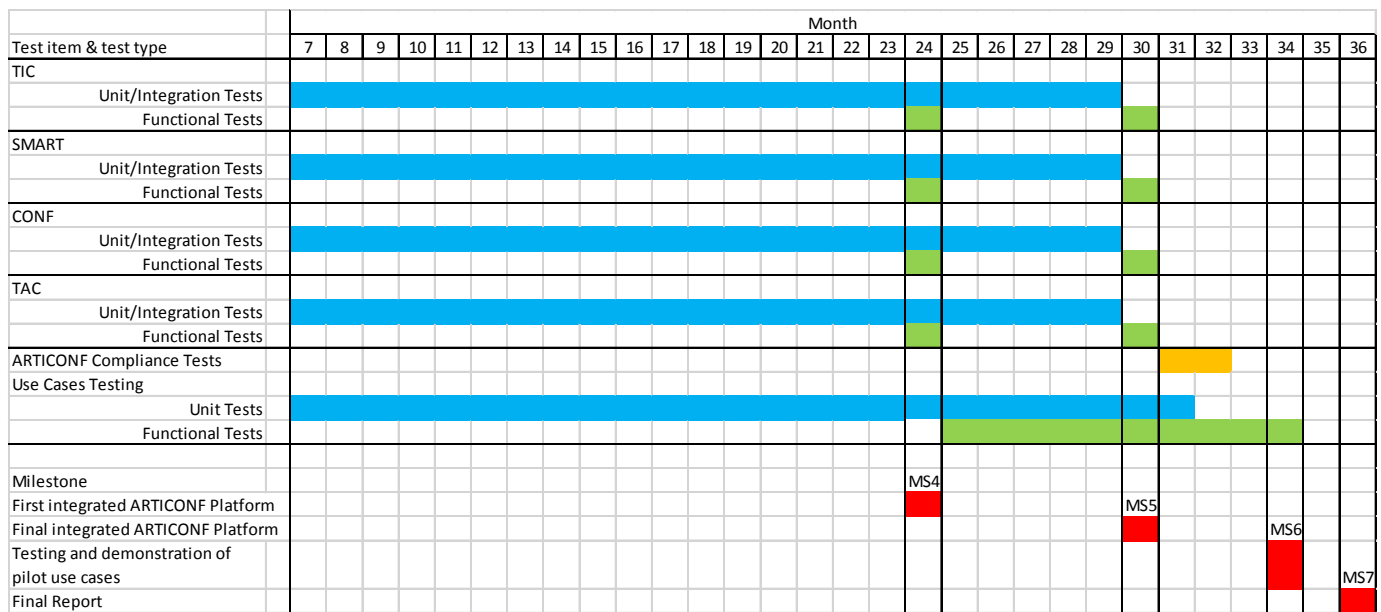 Month
Test item & test type 7 8 9 10 11 12 13 14 15 16 17 18 19 20 21 22 23 24 25 26 27 28 29 30 31 32 33 34 35 36
TIC
Unit/Integration Tests
Functional Tests
SMART
Unit/Integration Tests
Functional Tests
CONF
Unit/Integration Tests
Functional Tests
TAC
Unit/Integration Tests
Functional Tests
ARTICONF Compliance Tests
Use Cases Testing
Unit Tests
Functional Tests
Milestone MS4
First integrated ARTICONF Platform MS5
Final integrated ARTICONF Platform MS6
Testing and demonstration of
pilot use cases MS7
Final Report